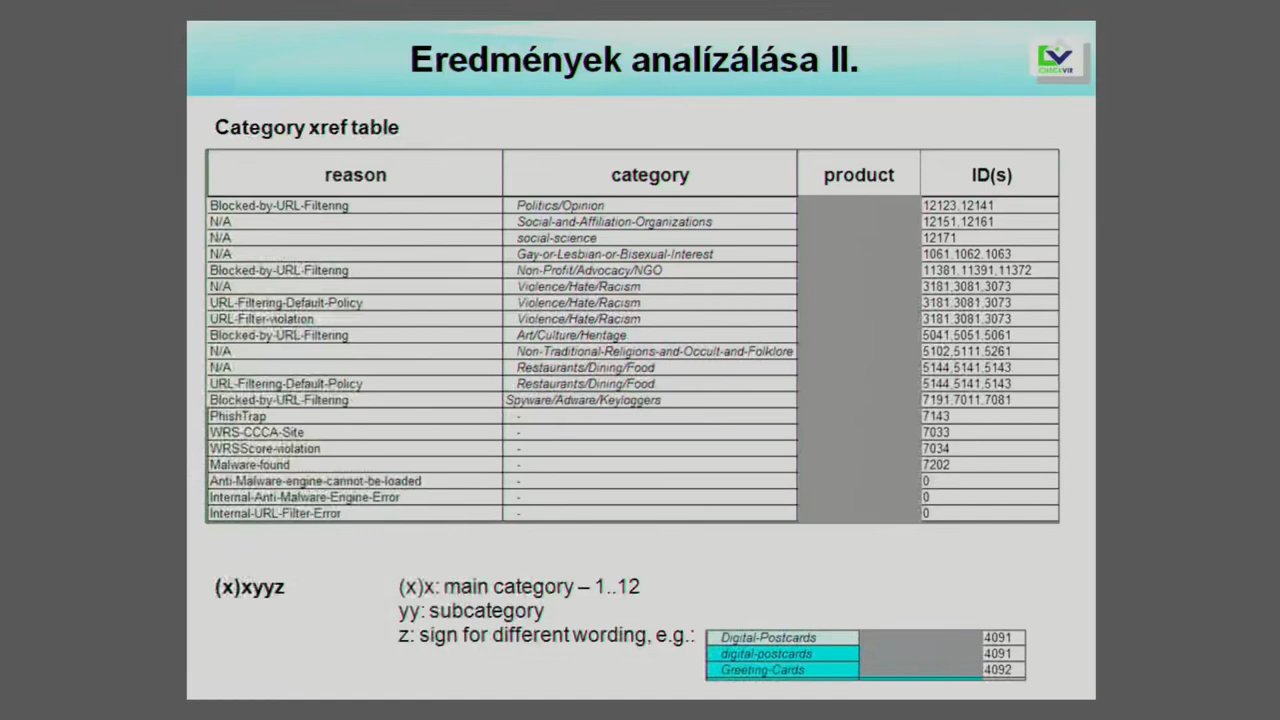 Eredmények analízálása II.
CHECKVIR
Category xref table
reason category product ID(s)
Blocked-by-URL-Filtering Politics/Opinion 12123,12141
N/A Social-and-Affiliation-Organizations 12151,12161
N/A social-science 12171
N/A Gay-or-Lesbian-or-Bisexual-Interest 1061,1062,1063
Blocked-by-URL-Filtering Non-Profit/Advocacy/NGO 11381,11391,11372
N/A Violence/Hate/Racism 3181,3081,3073
URL-Filtering-Default-Policy Violence/Hate/Racism 3181,3081,3073
URL-Filter-violation Violence/Hate/Racism 3181,3081,3073
Blocked-by-URL-Filtering Art/Culture/Heritage 5041,5051,5061
N/A Non-Traditional-Religions-and-Occult-and-Folklore 5102,5111,5261
N/A Restaurants/Dining/Food 5144,5141,5143
URL-Filtering-Default-Policy Restaurants/Dining/Food 5144,5141,5143
Blocked-by-URL-Filtering Spyware/Adware/Keyloggers 7191,7011,7081
PhishTrap - 7143
WRS-CCCA-Site - 7033
WRSScore-violation - 7034
Malware-found - 7202
Anti-Malware-engine-cannot-be-loaded - 0
Internal-Anti-Malware-Engine-Error - 0
Internal-URL-Filter-Error - 0
(x)xyyz (x)x: main category – 1..12
yy: subcategory
z: sign for different wording, e.g.:
Digital-Postcards 4091
digital-postcards 4091
Greeting-Cards 4092